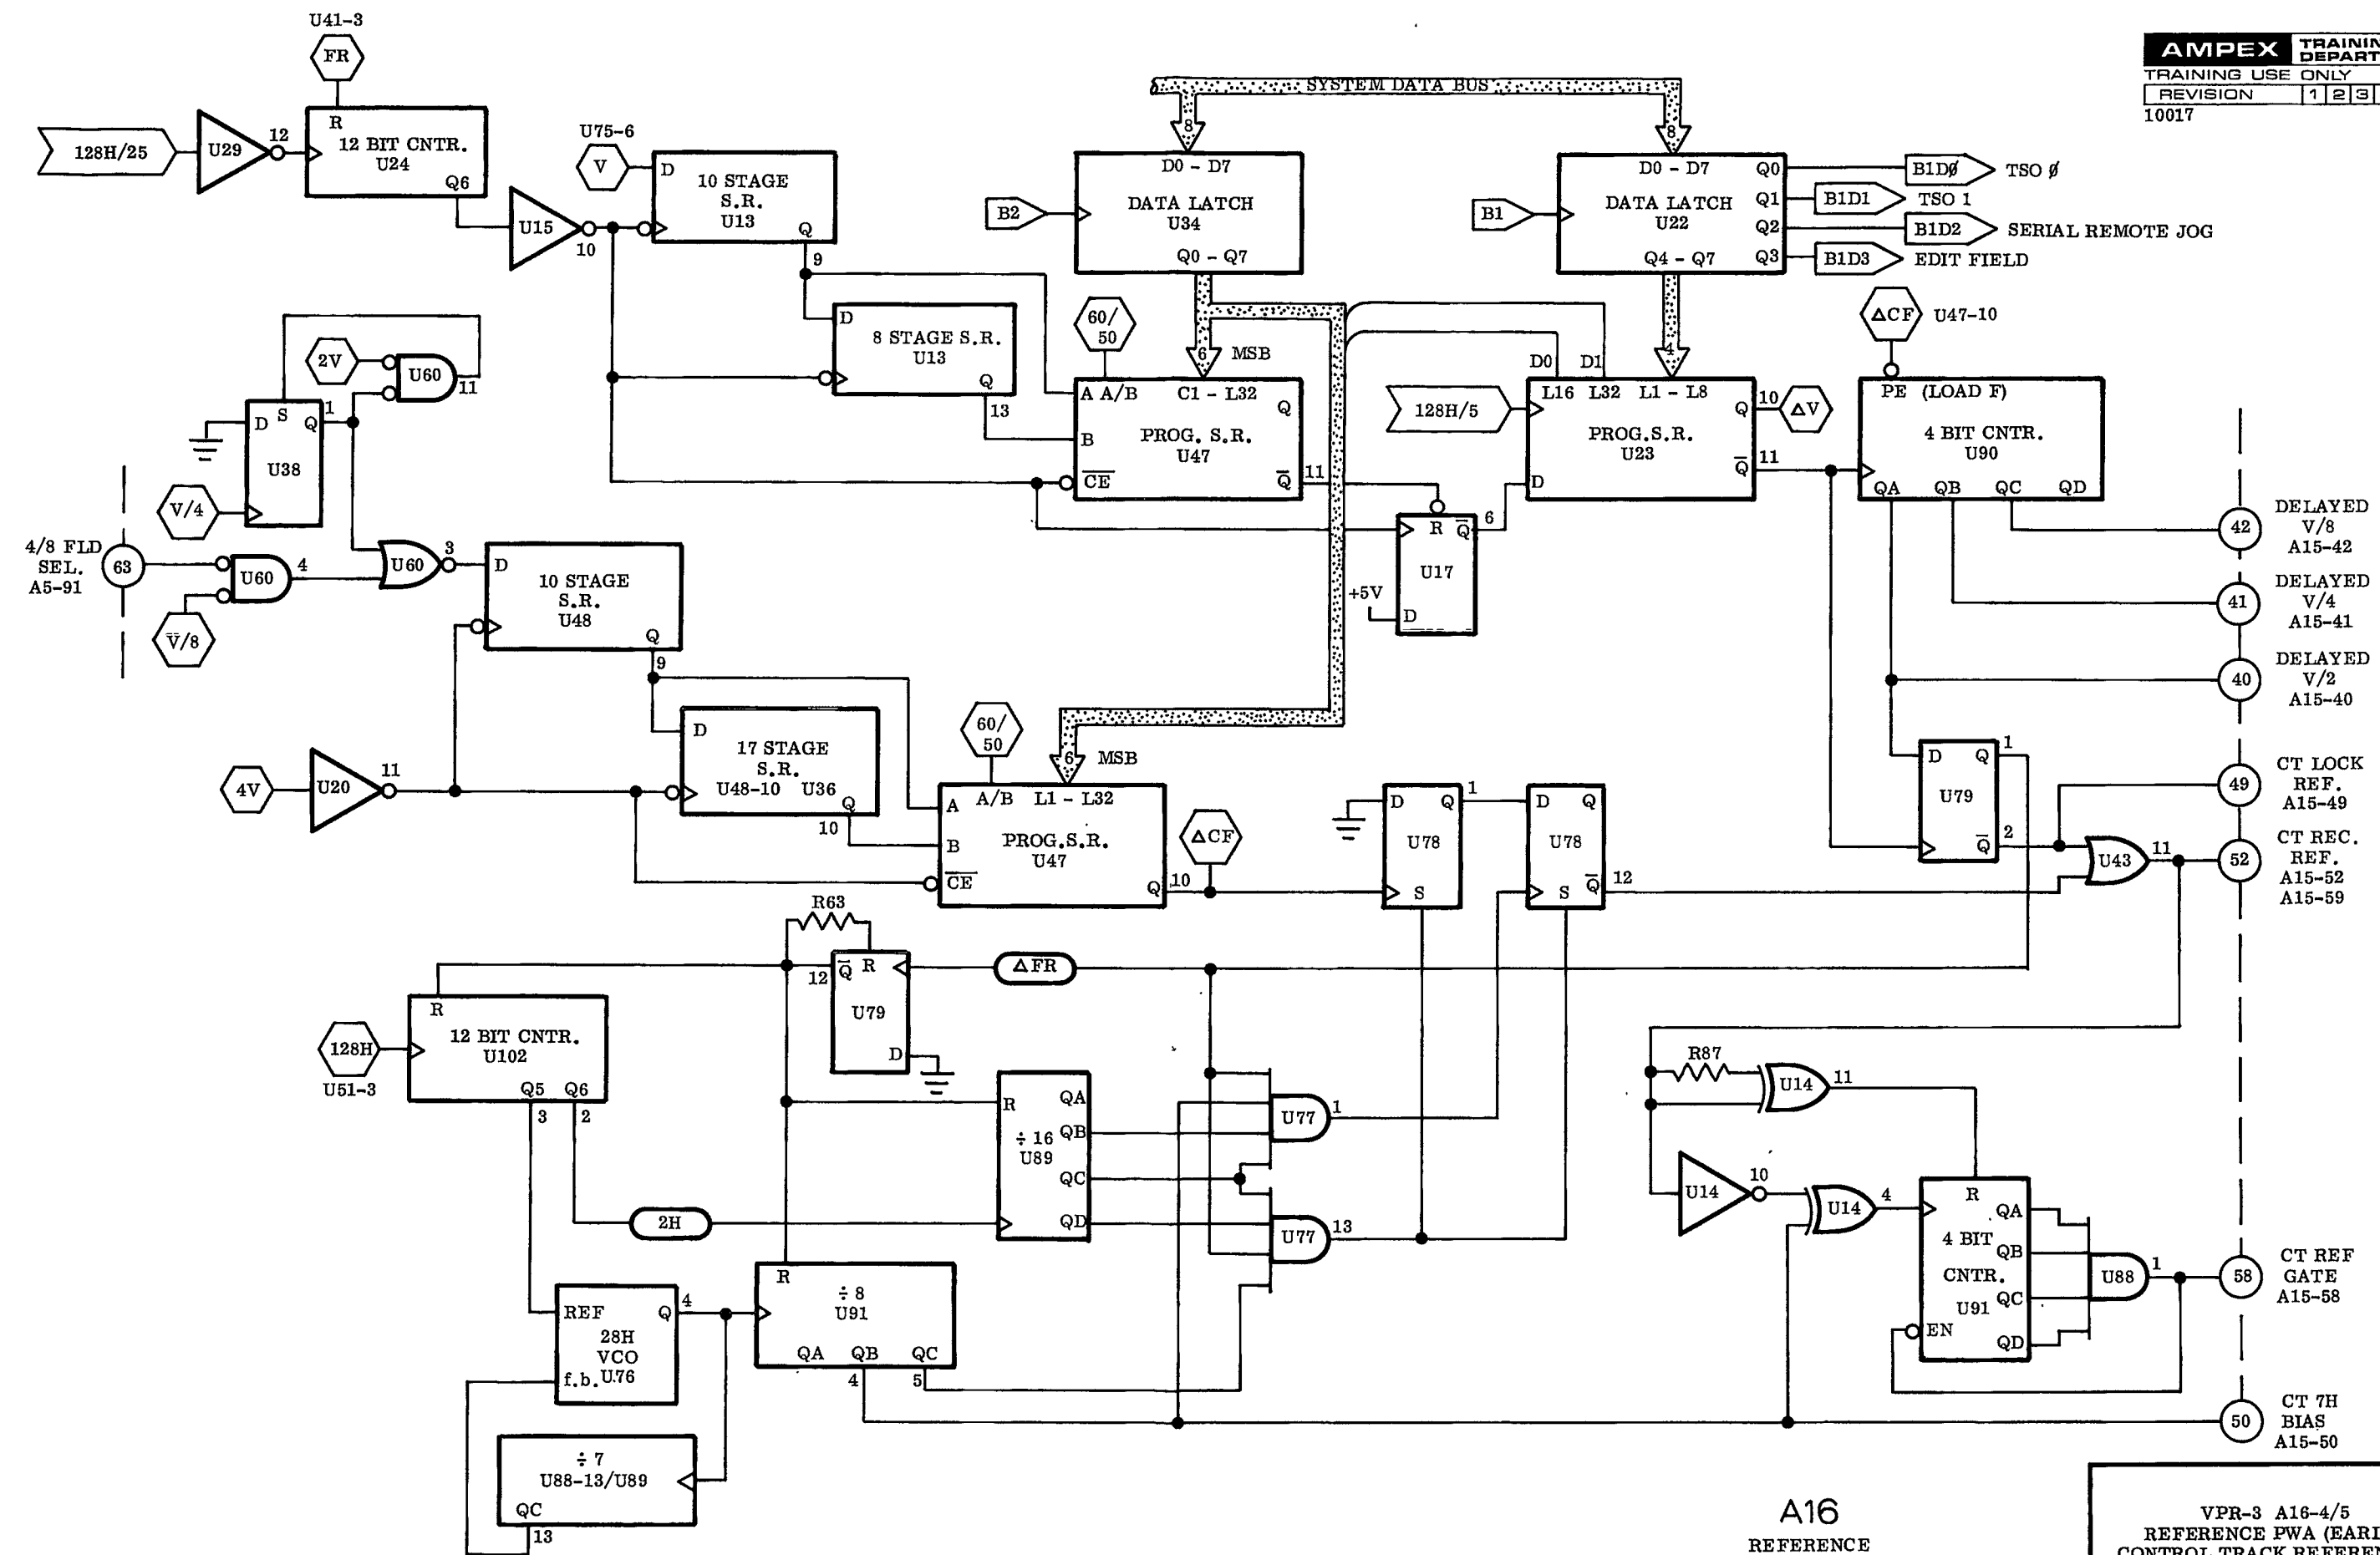 U41-3
FR
128H/25
U29
12
R
12 BIT CNTR.
U24
Q6
U15
10
U75-6
V
D
10 STAGE
S.R.
U13
Q
9
D
8 STAGE S.R.
U13
Q
13
SYSTEM DATA BUS
8
8
D0 - D7
DATA LATCH
U34
Q0 - Q7
B2
D0 - D7
DATA LATCH
U22
Q4 - Q7
Q0
Q1
Q2
Q3
B1
B1DØ
TSO Ø
B1D1
TSO 1
B1D2
SERIAL REMOTE JOG
B1D3
EDIT FIELD
AMPEX
TRAINING USE ONLY
REVISION
1 2 3
10017
60/
50
6
MSB
A A/B C1 - L32
Q
PROG. S.R.
U47
B
CE
Q
11
D0
D1
4
128H/5
L16 L32 L1 - L8
Q
10
ΔV
PROG.S.R.
U23
Q
11
D
ΔCF
U47-10
PE (LOAD F)
4 BIT CNTR.
U90
QA QB QC QD
R
Q
6
U17
+5V
D
2V
U60
11
D
S
Q
1
U38
V/4
4/8 FLD
SEL.
A5-91
63
U60
4
V/8
U60
3
D
10 STAGE
S.R.
U48
Q
9
D
17 STAGE
S.R.
U48-10 U36
Q
10
4V
U20
11
60/
50
6
MSB
A A/B L1 - L32
PROG.S.R.
U47
B
CE
Q
10
ΔCF
D
Q
1
U78
S
D
Q
U78
S
Q
12
D
Q
1
U79
Q
2
U43
11
42
DELAYED
V/8
A15-42
41
DELAYED
V/4
A15-41
40
DELAYED
V/2
A15-40
49
CT LOCK
REF.
A15-49
52
CT REC.
REF.
A15-52
A15-59
R63
Q
R
12
U79
D
ΔFR
R
12 BIT CNTR.
U102
Q5 Q6
3
2
128H
U51-3
2H
R
QA
÷ 16
U89
QB
QC
QD
U77
1
U77
13
R
÷ 8
U91
QA QB QC
4
5
REF
Q
4
28H
VCO
U76
f.b.
÷ 7
U88-13/U89
QC
13
R87
U14
11
U14
10
U14
4
R
QA
4 BIT
QB
CNTR.
QC
U91
EN
QD
U88
1
58
CT REF
GATE
A15-58
50
CT 7H
BIAS
A15-50
A16
REFERENCE
VPR-3 A16-4/5
REFERENCE PWA
CONTROL TRACK